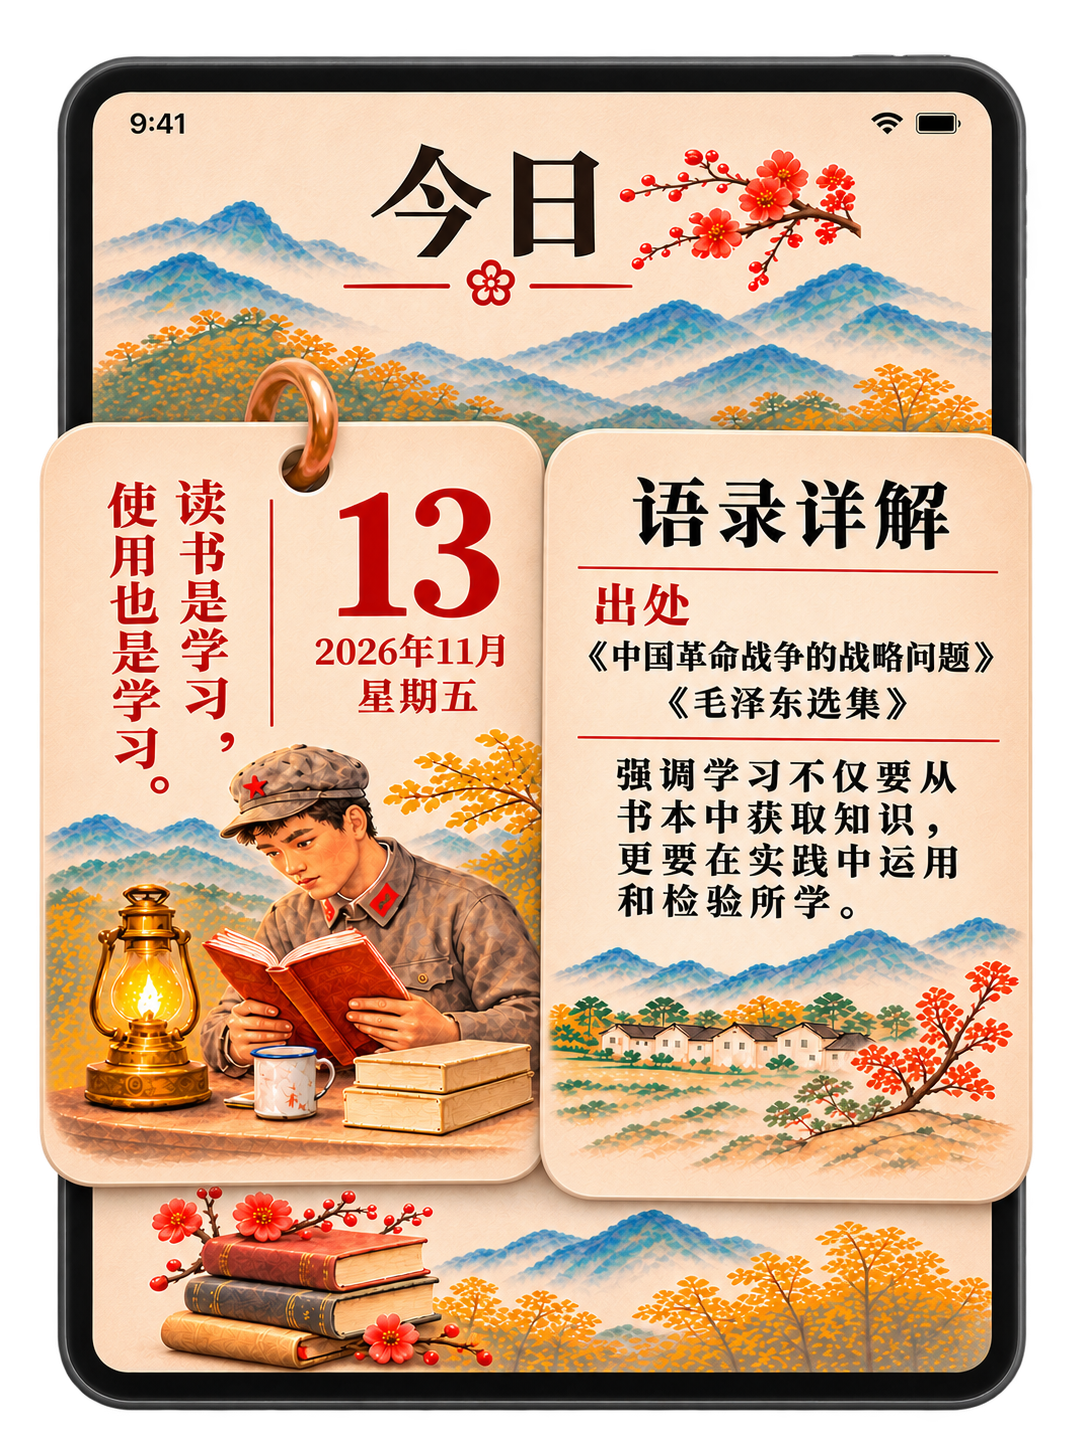 9:41
今日
读书是学习，
使用也是学习。
13
2026年11月
星期五
语录详解
出处
《中国革命战争的战略问题》
《毛泽东选集》
强调学习不仅要从
书本中获取知识，
更要在实践中运用
和检验所学。